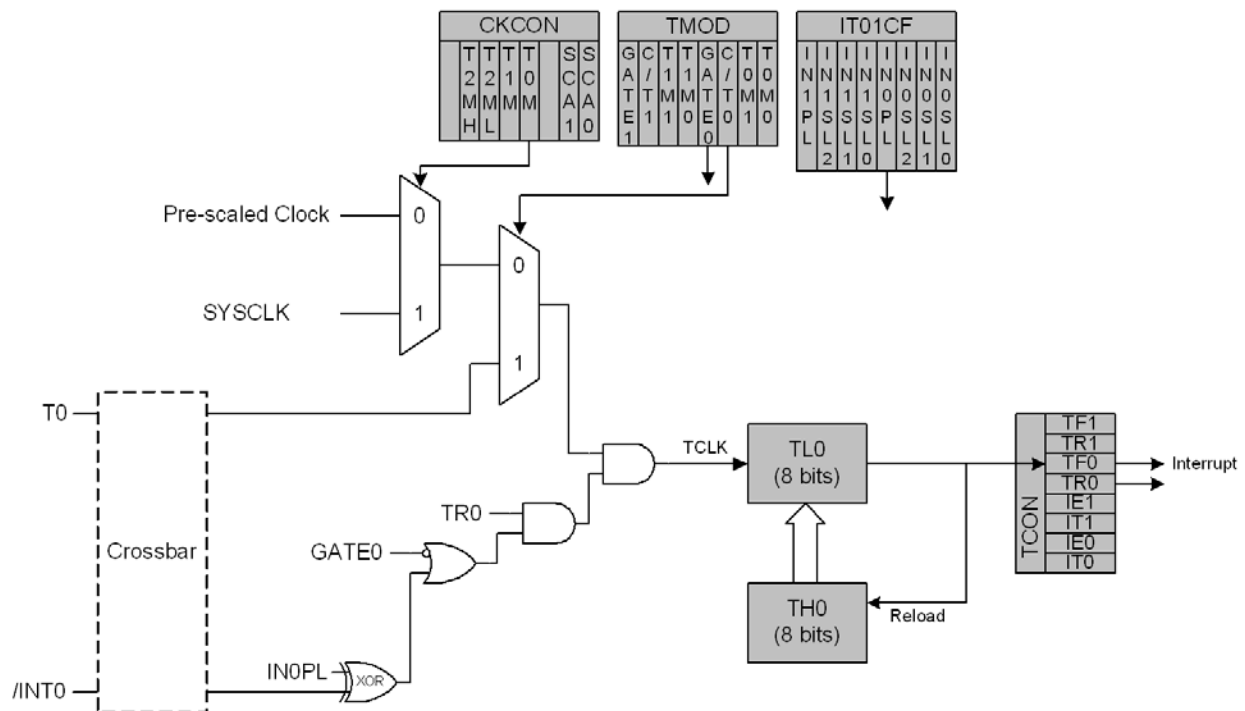 CKCON
T2MH
T2ML
T1M
T0M
SCA1
SCA0
TMOD
GATE1
C/T1
T1M1
T1M0
GATE0
C/T0
T0M1
T0M0
IT01CF
IN1PL
IN1SL2
IN1SL1
IN1SL0
IN0PL
IN0SL2
IN0SL1
IN0SL0
Pre-scaled Clock
0
SYSCLK
1
0
1
T0
Crossbar
/INT0
TR0
GATE0
IN0PL
XOR
TCLK
TL0
(8 bits)
TH0
(8 bits)
Reload
TCON
TF1
TR1
TF0
TR0
IE1
IT1
IE0
IT0
Interrupt